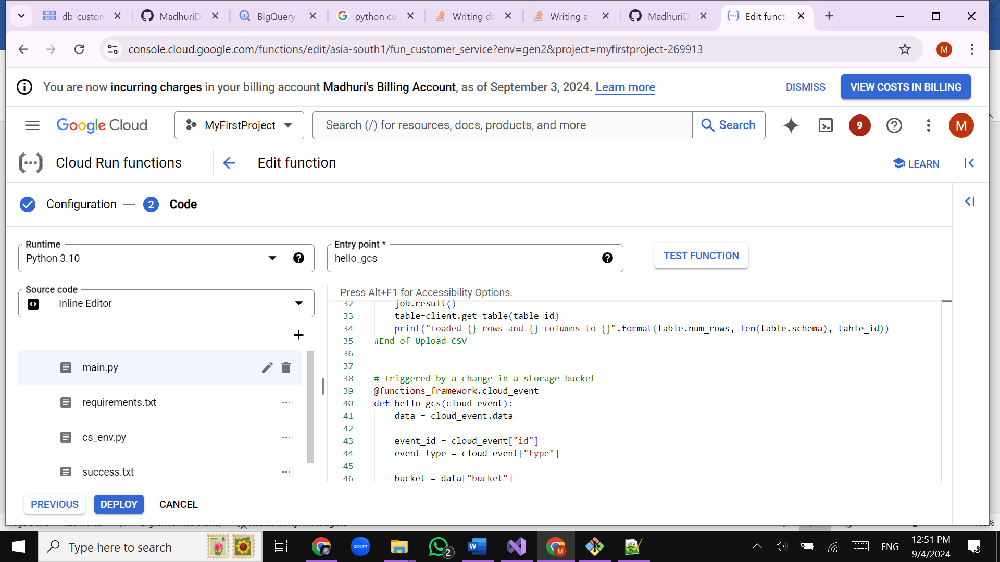 db_custon
MadhuriD
BigQuery
python co
Writing da
Writing a
MadhuriD
Edit functi
console.cloud.google.com/functions/edit/asia-south1/fun_customer_service?env=gen2&project=myfirstproject-269913
M
You are now incurring charges in your billing account Madhuri's Billing Account, as of September 3, 2024. Learn more
DISMISS
VIEW COSTS IN BILLING
Google Cloud
MyFirstProject
Search (/) for resources, docs, products, and more
Search
9
M
Cloud Run functions
Edit function
LEARN
Configuration
2 Code
Runtime
Python 3.10
Entry point *
hello_gcs
TEST FUNCTION
Source code
Inline Editor
main.py
requirements.txt
cs_env.py
success.txt
Press Alt+F1 for Accessibility Options.
32 job.result()
33 table=client.get_table(table_id)
34 print("Loaded {} rows and {} columns to {}".format(table.num_rows, len(table.schema), table_id))
35 #End of Upload_CSV
36
37
38 # Triggered by a change in a storage bucket
39 @functions_framework.cloud_event
40 def hello_gcs(cloud_event):
41 data = cloud_event.data
42
43 event_id = cloud_event["id"]
44 event_type = cloud_event["type"]
45
46 bucket = data["bucket"]
PREVIOUS
DEPLOY
CANCEL
Type here to search
zoom
2
W
M
ENG
12:51 PM
9/4/2024